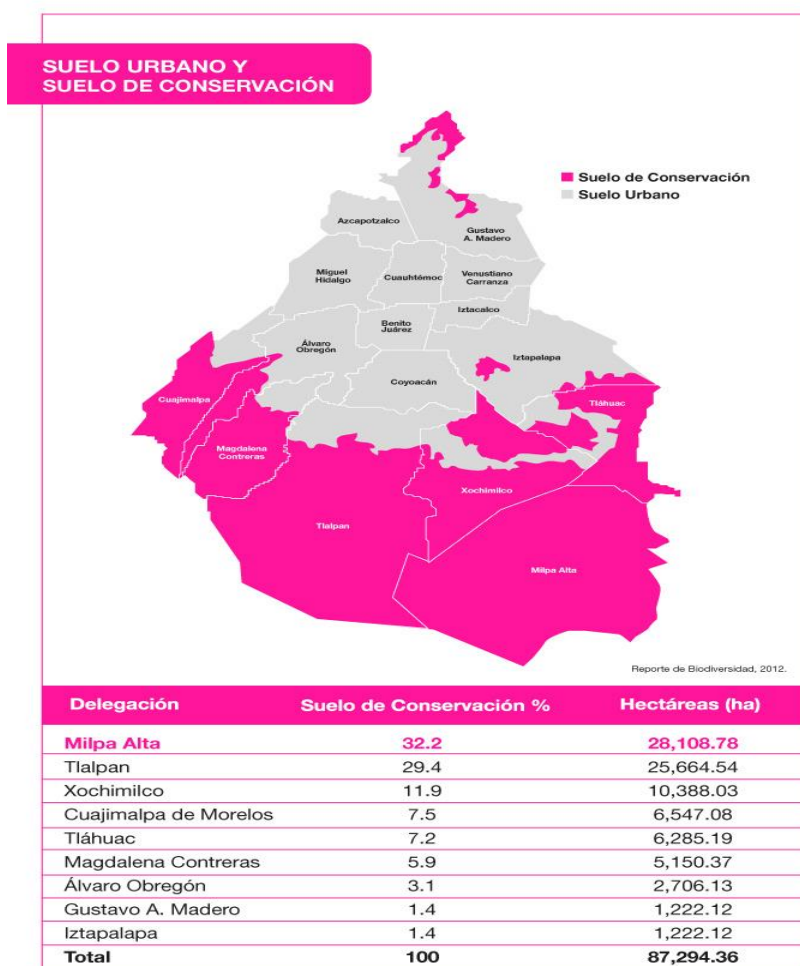 SUELO URBANO Y
SUELO DE CONSERVACIÓN
Suelo de Conservación
Suelo Urbano
Azcapotzalco
Gustavo
A. Madero
Miguel
Hidalgo
Cuauhtémoc
Venustiano
Carranza
Iztacalco
Benito
Juárez
Álvaro
Obregón
Iztapalapa
Coyoacán
Cuajimalpa
Tláhuac
Magdalena
Contreras
Xochimilco
Tlalpan
Milpa Alta
Reporte de Biodiversidad, 2012.
Delegación Suelo de Conservación % Hectáreas (ha)
Milpa Alta 32.2 28,108.78
Tlalpan 29.4 25,664.54
Xochimilco 11.9 10,388.03
Cuajimalpa de Morelos 7.5 6,547.08
Tláhuac 7.2 6,285.19
Magdalena Contreras 5.9 5,150.37
Álvaro Obregón 3.1 2,706.13
Gustavo A. Madero 1.4 1,222.12
Iztapalapa 1.4 1,222.12
Total 100 87,294.36